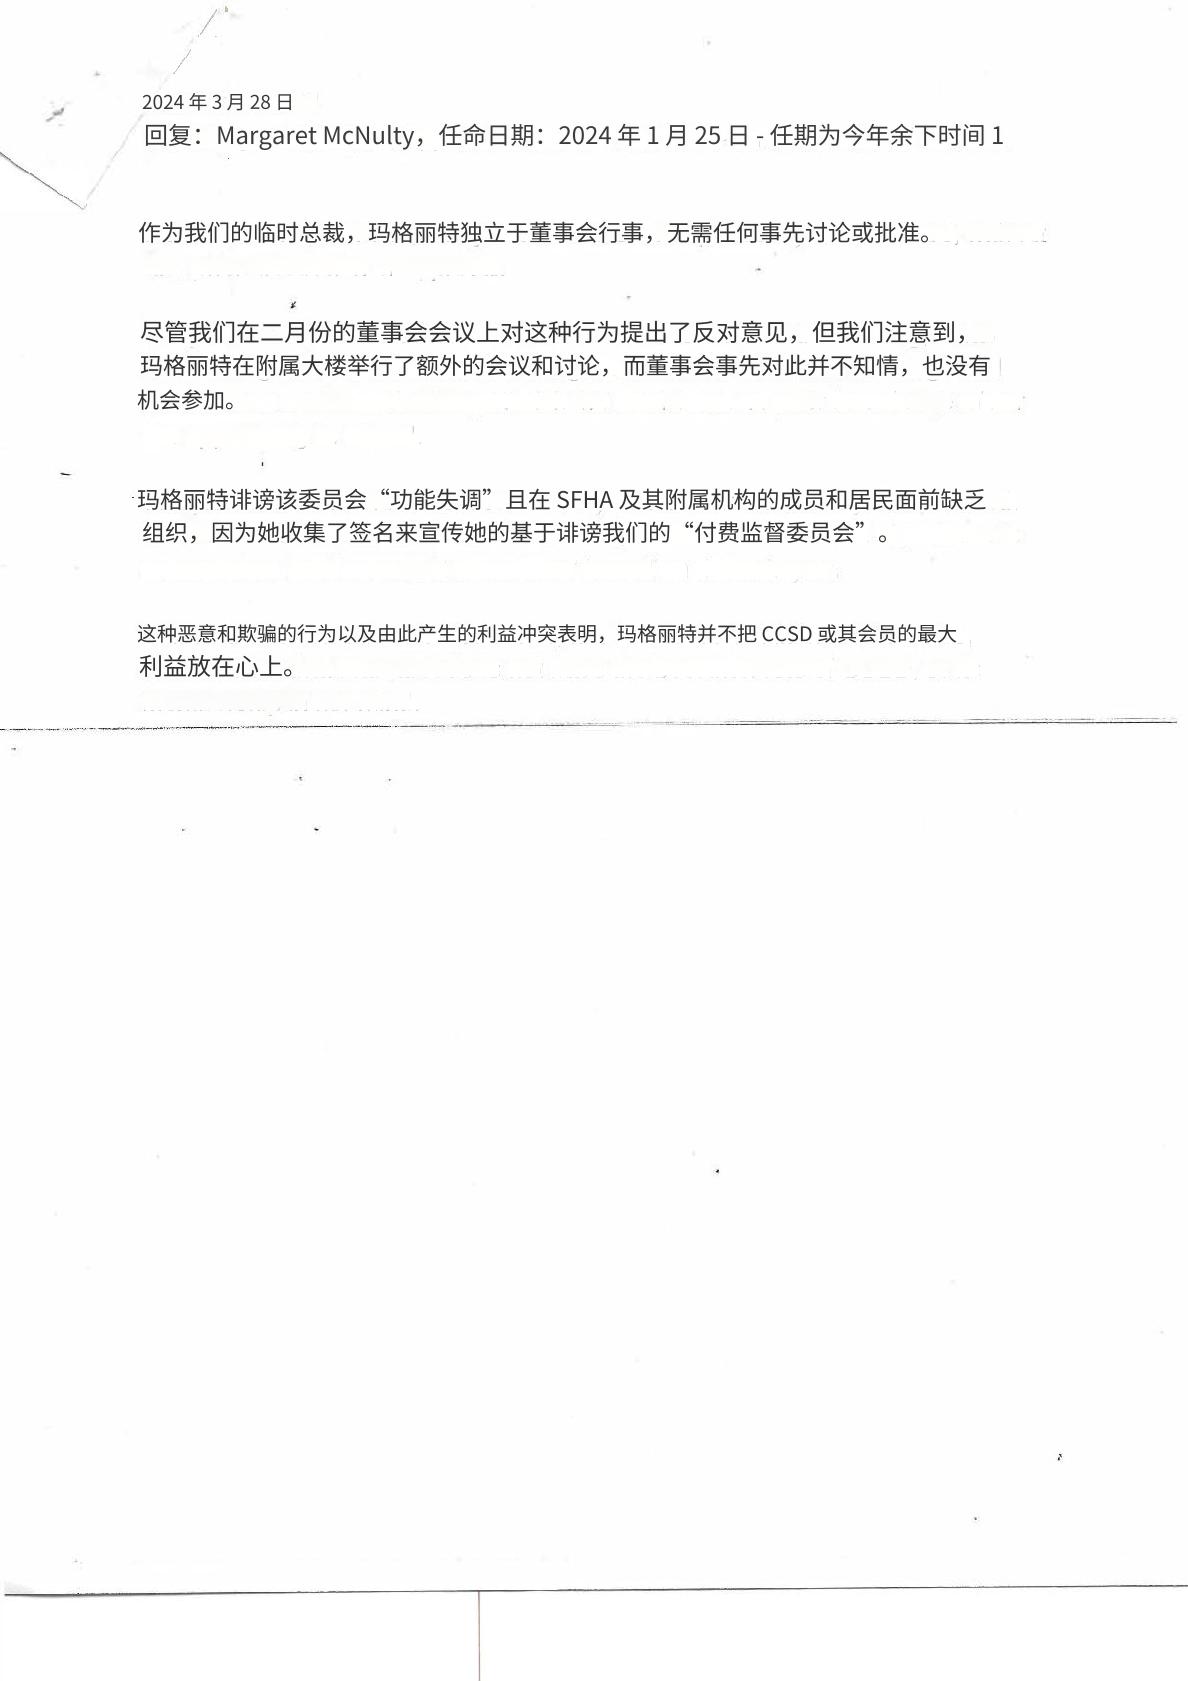 2024 年 3 月 28 日
回复：Margaret McNulty，任命日期：2024 年 1 月 25 日 - 任期为今年余下时间 1
作为我们的临时总裁，玛格丽特独立于董事会行事，无需任何事先讨论或批准。
尽管我们在二月份的董事会会议上对这种行为提出了反对意见，但我们注意到，
玛格丽特在附属大楼举行了额外的会议和讨论，而董事会事先对此并不知情，也没有
机会参加。
玛格丽特诽谤该委员会“功能失调”且在 SFHA 及其附属机构的成员和居民面前缺乏
组织，因为她收集了签名来宣传她的基于诽谤我们的“付费监督委员会”。
这种恶意和欺骗的行为以及由此产生的利益冲突表明，玛格丽特并不把 CCSD 或其会员的最大
利益放在心上。